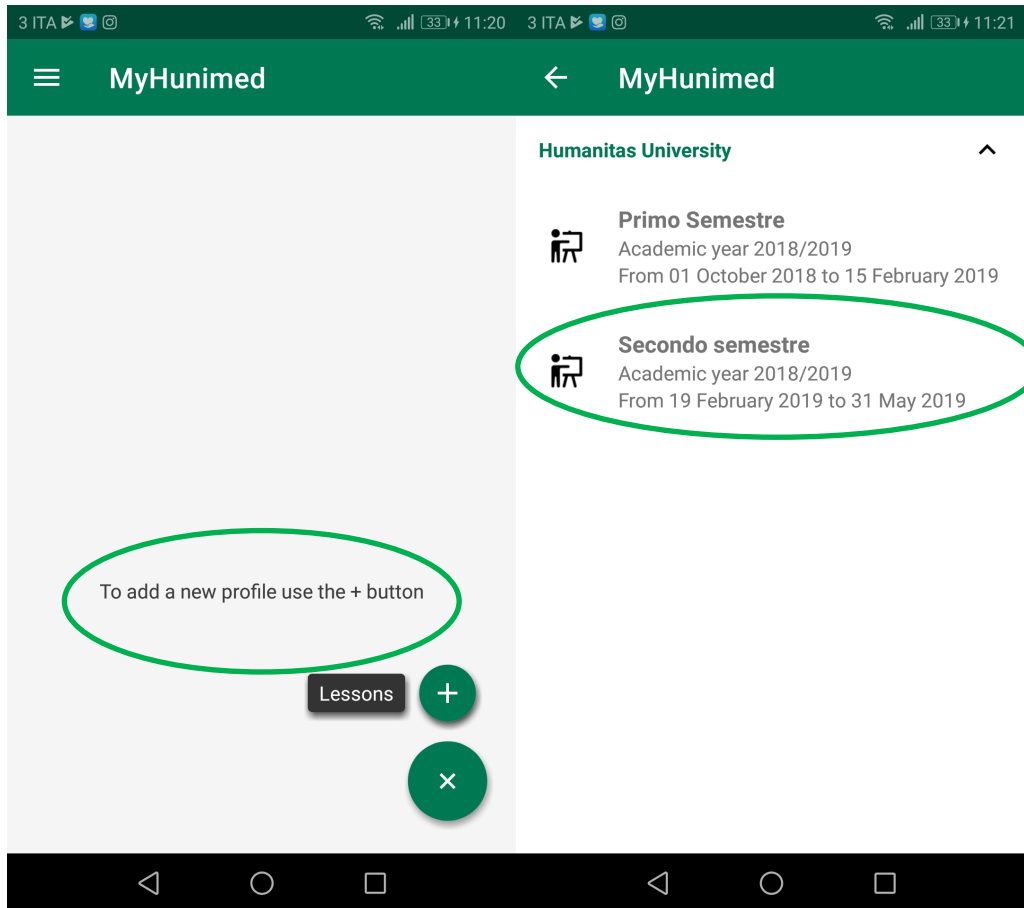 3 ITA 33 11:20
MyHunimed
To add a new profile use the + button
Lessons
3 ITA 33 11:21
MyHunimed
Humanitas University
Primo Semestre
Academic year 2018/2019
From 01 October 2018 to 15 February 2019
Secondo semestre
Academic year 2018/2019
From 19 February 2019 to 31 May 2019